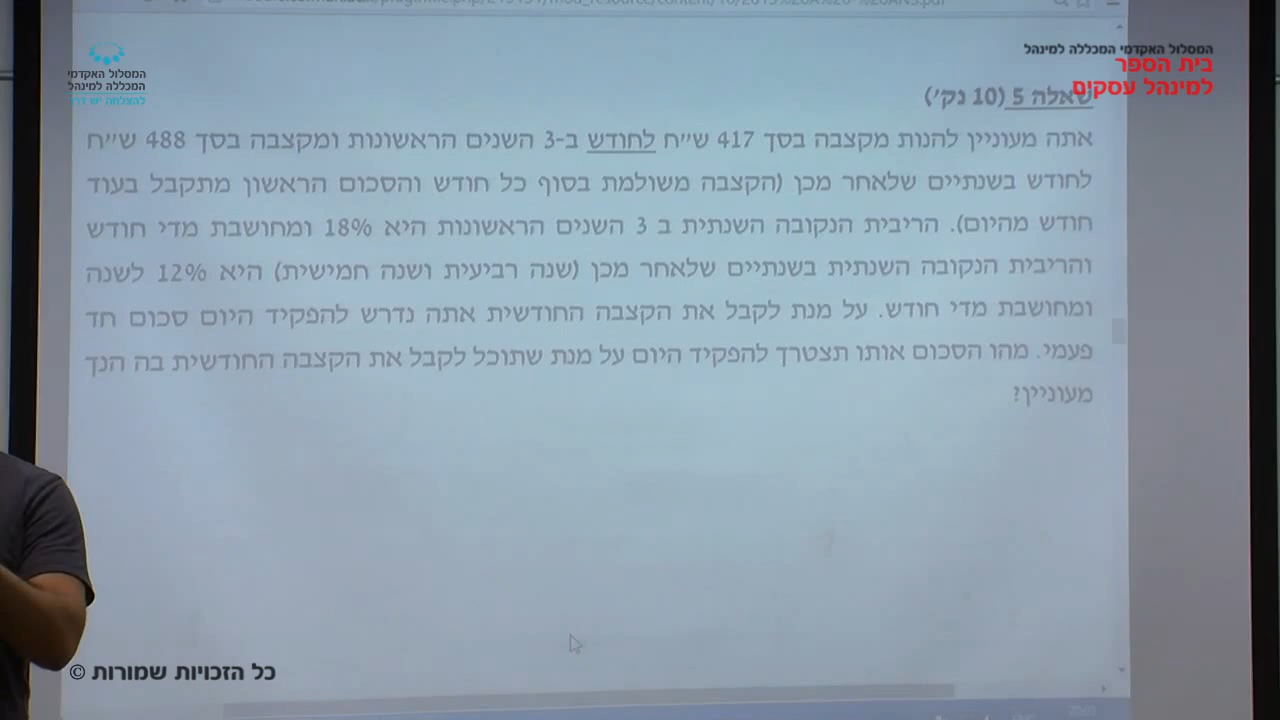 המסלול האקדמי המכללה למינהל
בית הספר
למינהל עסקים
המסלול האקדמי
המכללה למינהל
להצלחה יש דרך
שאלה 5 (10 נק')
אתה מעוניין להנות מקצבה בסך 417 ש"ח לחודש ב-3 השנים הראשונות ומקצבה בסך 488 ש"ח
לחודש בשנתיים שלאחר מכן (הקצבה משולמת בסוף כל חודש והסכום הראשון מתקבל בעוד
חודש מהיום). הריבית הנקובה השנתית ב 3 השנים הראשונות היא 18% ומחושבת מדי חודש
והריבית הנקובה השנתית בשנתיים שלאחר מכן (שנה רביעית ושנה חמישית) היא 12% לשנה
ומחושבת מדי חודש. על מנת לקבל את הקצבה החודשית אתה נדרש להפקיד היום סכום חד
פעמי. מהו הסכום אותו תצטרך להפקיד היום על מנת שתוכל לקבל את הקצבה החודשית בה הנך
מעוניין?
כל הזכויות שמורות ©